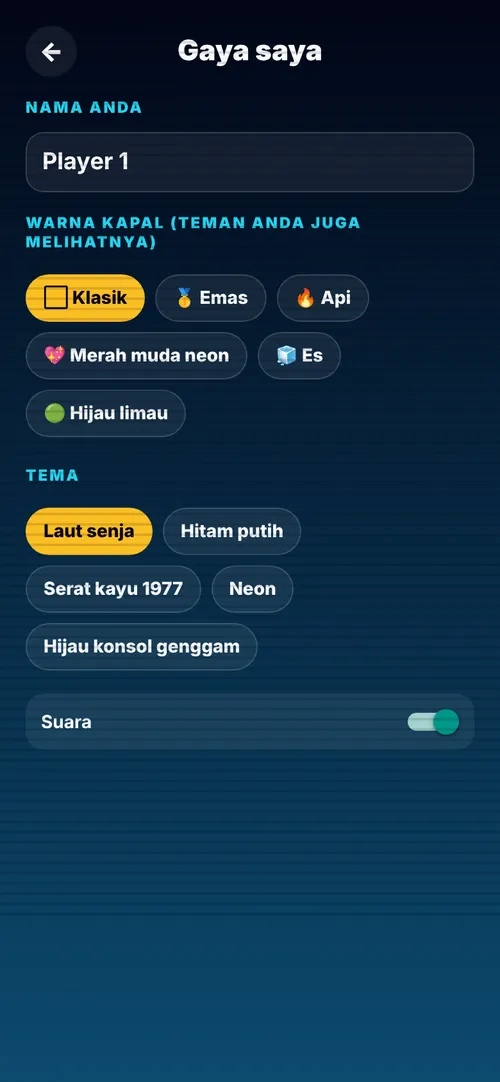 Gaya saya
NAMA ANDA
Player 1
WARNA KAPAL (TEMAN ANDA JUGA
MELIHATNYA)
Klasik
🥇 Emas
🔥 Api
💖 Merah muda neon
🧊 Es
🟢 Hijau limau
TEMA
Laut senja
Hitam putih
Serat kayu 1977
Neon
Hijau konsol genggam
Suara